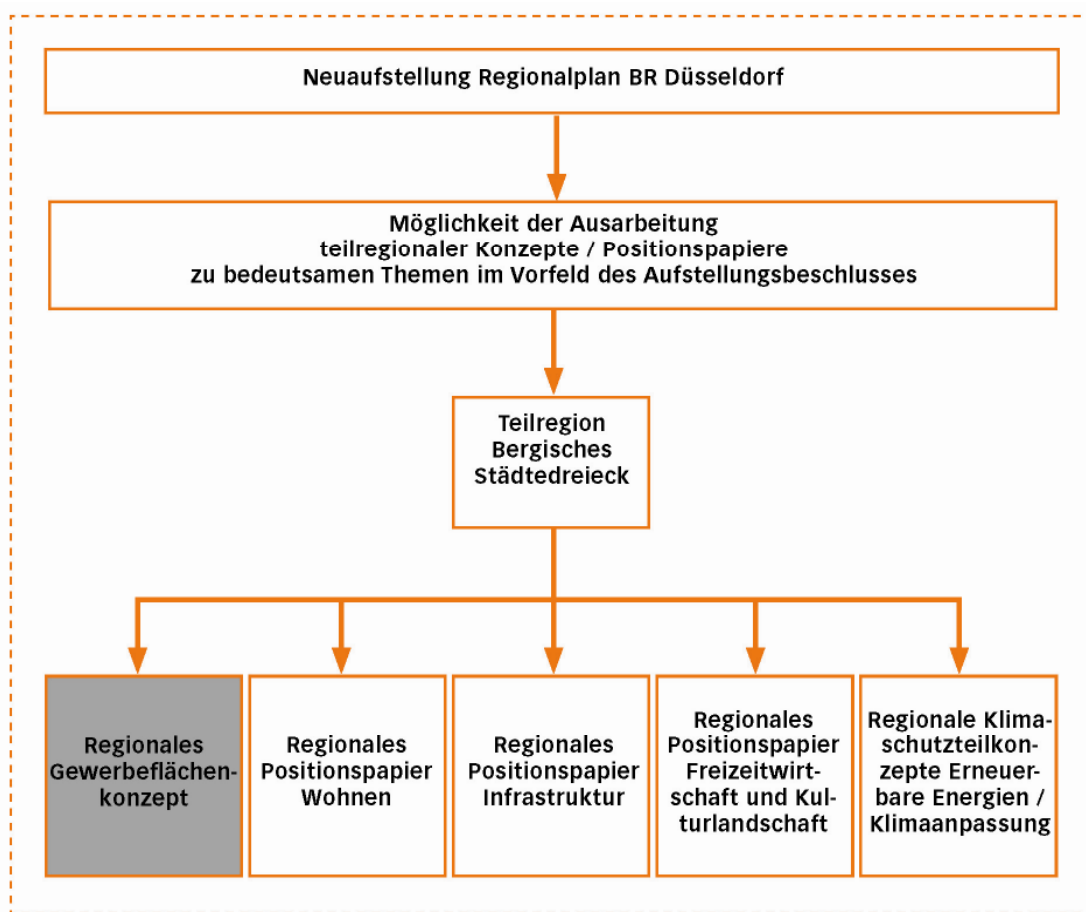 Neuaufstellung Regionalplan BR Düsseldorf
Möglichkeit der Ausarbeitung
teilregionaler Konzepte / Positionspapiere
zu bedeutsamen Themen im Vorfeld des Aufstellungsbeschlusses
Teilregion
Bergisches
Städtedreieck
Regionales
Gewerbeflächen-
konzept
Regionales
Positionspapier
Wohnen
Regionales
Positionspapier
Infrastruktur
Regionales
Positionspapier
Freizeitwirt-
schaft und Kul-
turlandschaft
Regionale Klima-
schutzteilkon-
zepte Erneuer-
bare Energien /
Klimaanpassung